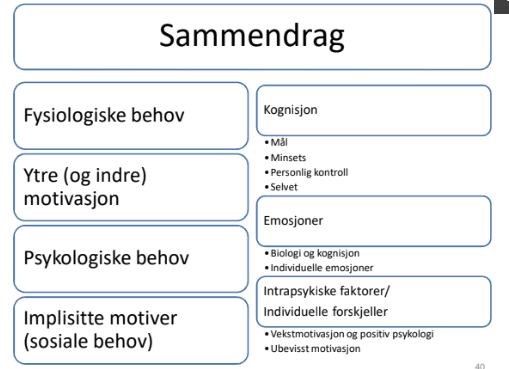 Sammendrag
Fysiologiske behov
Ytre (og indre)
motivasjon
Psykologiske behov
Implisitte motiver
(sosiale behov)
Kognisjon
•Mål
•Minsets
•Personlig kontroll
•Selvet
Emosjoner
•Biologi og kognisjon
•Individuelle emosjoner
Intrapsykiske faktorer/
Individuelle forskjeller
•Vekstmotivasjon og positiv psykologi
•Ubevisst motivasjon
40